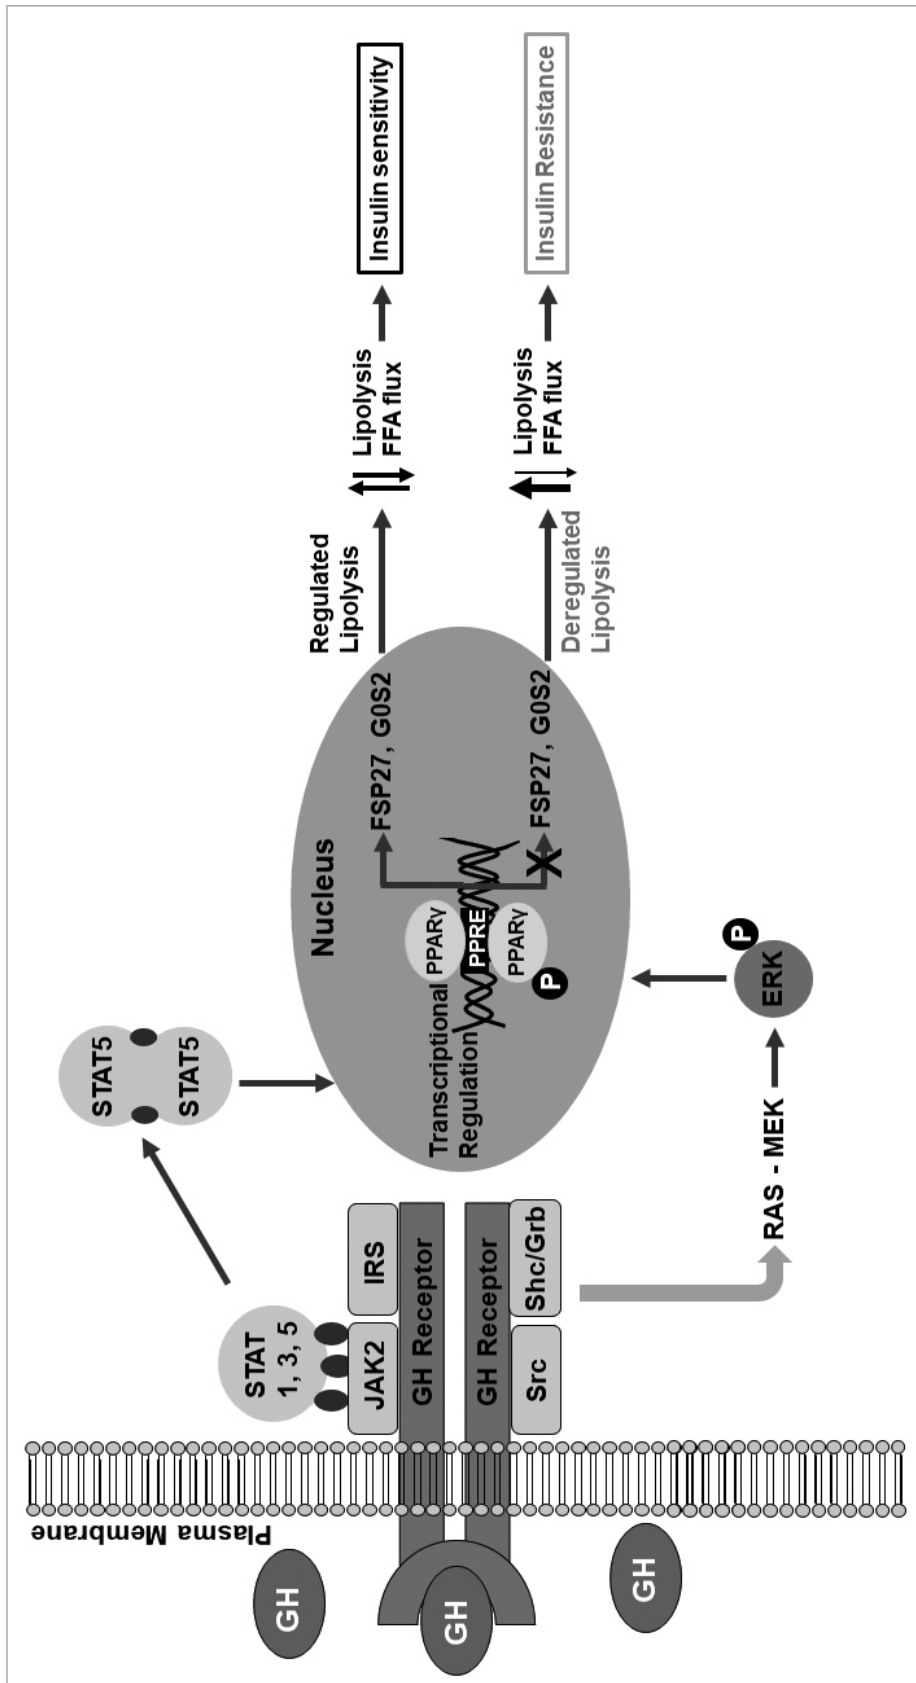 Plasma Membrane
GH
GH
GH
GH Receptor
GH Receptor
JAK2
IRS
STAT
1, 3, 5
STAT5
STAT5
Src
Shc/Grb
RAS - MEK
ERK
P
Nucleus
Transcriptional
Regulation
PPARγ
PPRE
PPARγ
P
X
FSP27, G0S2
FSP27, G0S2
Regulated
Lipolysis
Lipolysis
FFA flux
Insulin sensitivity
Deregulated
Lipolysis
Lipolysis
FFA flux
Insulin Resistance